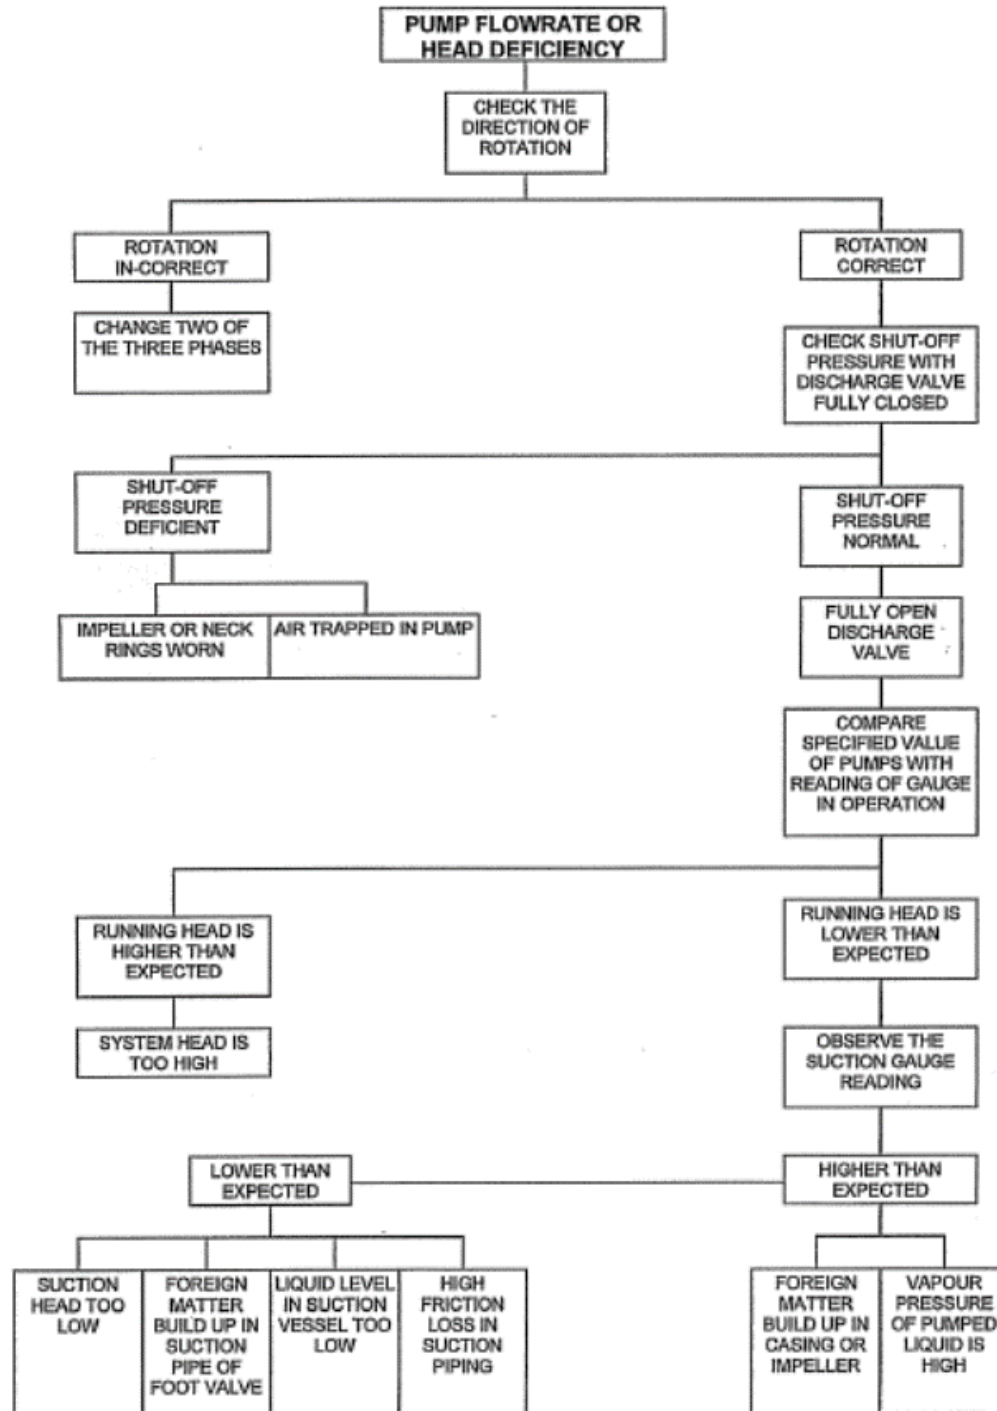 PUMP FLOWRATE OR
HEAD DEFICIENCY
CHECK THE
DIRECTION OF
ROTATION
ROTATION
IN-CORRECT
ROTATION
CORRECT
CHANGE TWO OF
THE THREE PHASES
CHECK SHUT-OFF
PRESSURE WITH
DISCHARGE VALVE
FULLY CLOSED
SHUT-OFF
PRESSURE
DEFICIENT
SHUT-OFF
PRESSURE
NORMAL
IMPELLER OR NECK
RINGS WORN
AIR TRAPPED IN PUMP
FULLY OPEN
DISCHARGE
VALVE
COMPARE
SPECIFIED VALUE
OF PUMPS WITH
READING OF GAUGE
IN OPERATION
RUNNING HEAD IS
HIGHER THAN
EXPECTED
RUNNING HEAD IS
LOWER THAN
EXPECTED
SYSTEM HEAD IS
TOO HIGH
OBSERVE THE
SUCTION GAUGE
READING
LOWER THAN
EXPECTED
HIGHER THAN
EXPECTED
SUCTION
HEAD TOO
LOW
FOREIGN
MATTER
BUILD UP IN
SUCTION
PIPE OF
FOOT VALVE
LIQUID LEVEL
IN SUCTION
VESSEL TOO
LOW
HIGH
FRICTION
LOSS IN
SUCTION
PIPING
FOREIGN
MATTER
BUILD UP IN
CASING OR
IMPELLER
VAPOUR
PRESSURE
OF PUMPED
LIQUID IS
HIGH